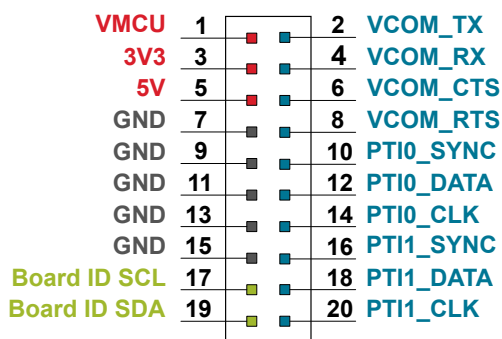 VMCU 1 2 VCOM_TX
3V3 3 4 VCOM_RX
5V 5 6 VCOM_CTS
GND 7 8 VCOM_RTS
GND 9 10 PTI0_SYNC
GND 11 12 PTI0_DATA
GND 13 14 PTI0_CLK
GND 15 16 PTI1_SYNC
Board ID SCL 17 18 PTI1_DATA
Board ID SDA 19 20 PTI1_CLK